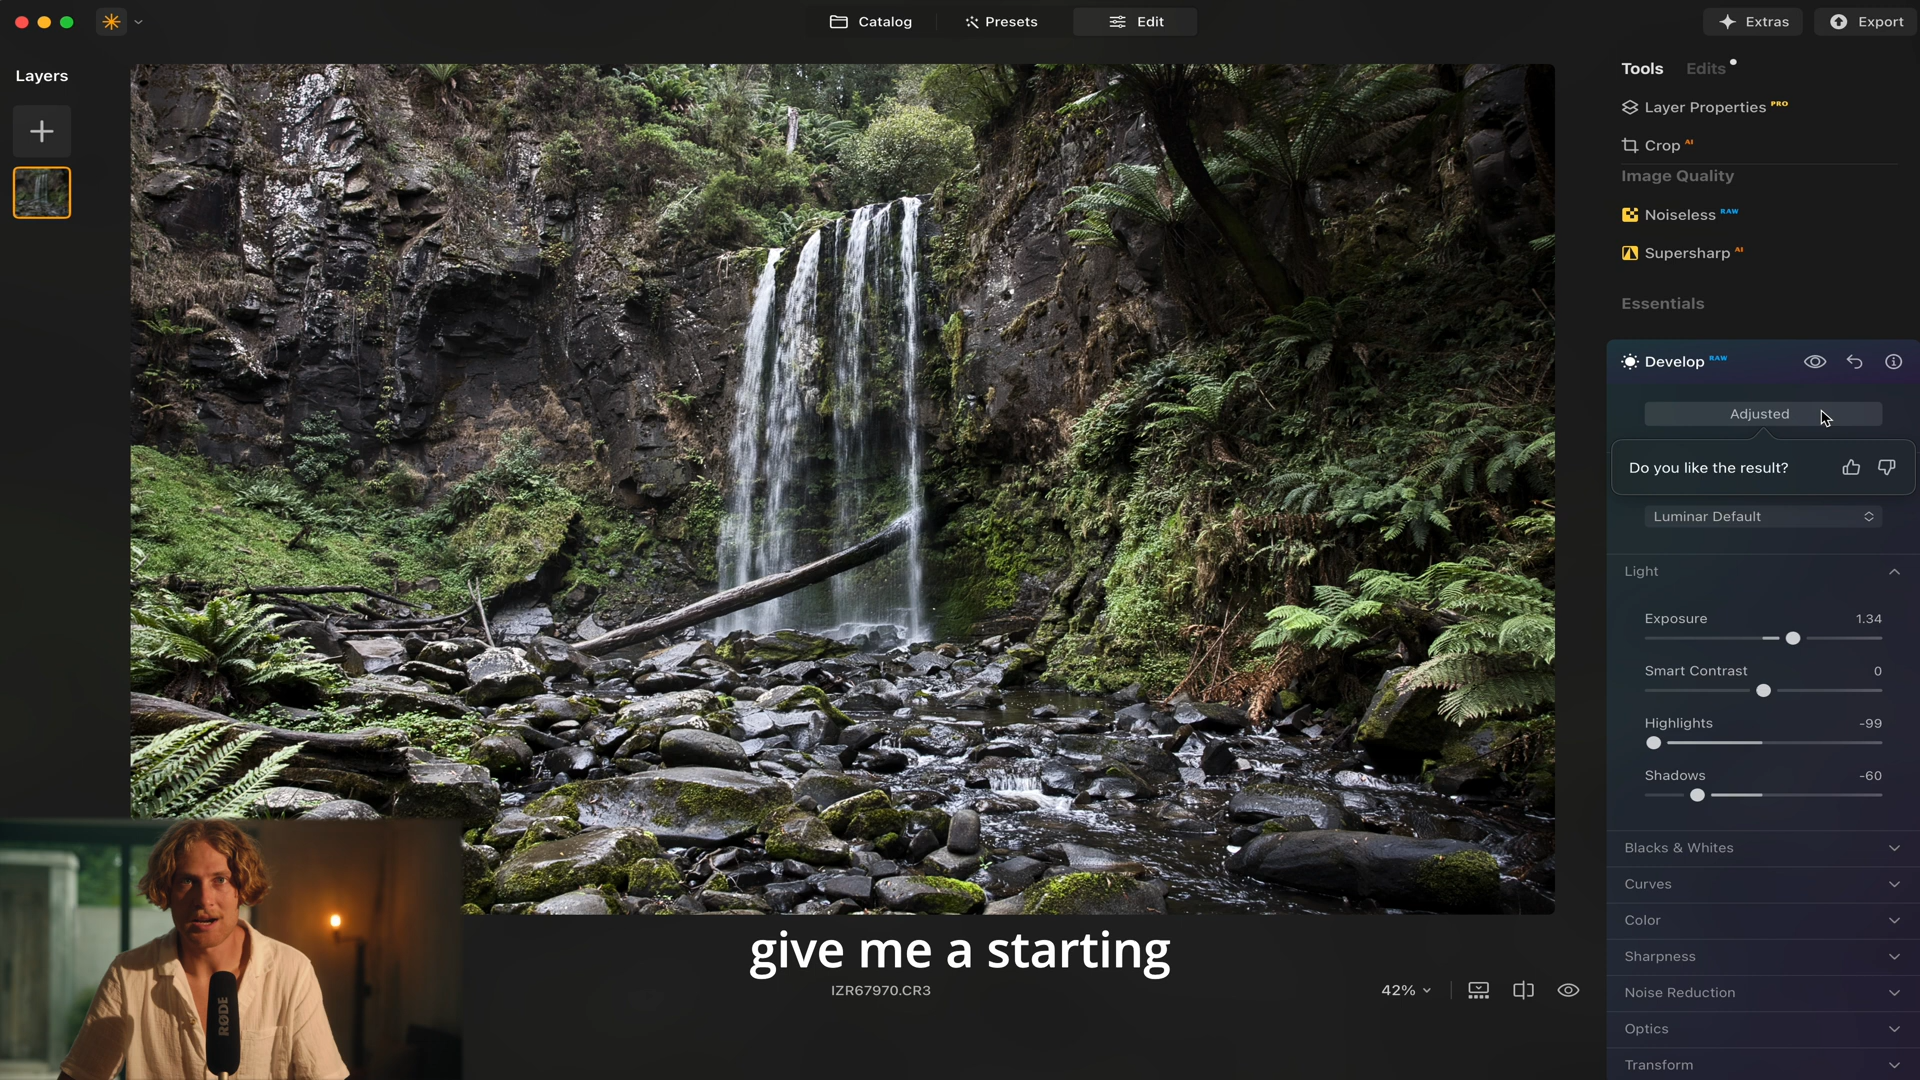 Catalog
Presets
Edit
Extras
Export
Layers
Tools
Edits
Layer Properties PRO
Crop AI
Image Quality
Noiseless RAW
Supersharp AI
Essentials
Develop RAW
Adjusted
Do you like the result?
Luminar Default
Light
Exposure 1.34
Smart Contrast 0
Highlights -99
Shadows -60
Blacks & Whites
Curves
Color
Sharpness
Noise Reduction
Optics
Transform
give me a starting
IZR67970.CR3
42%
RØDE